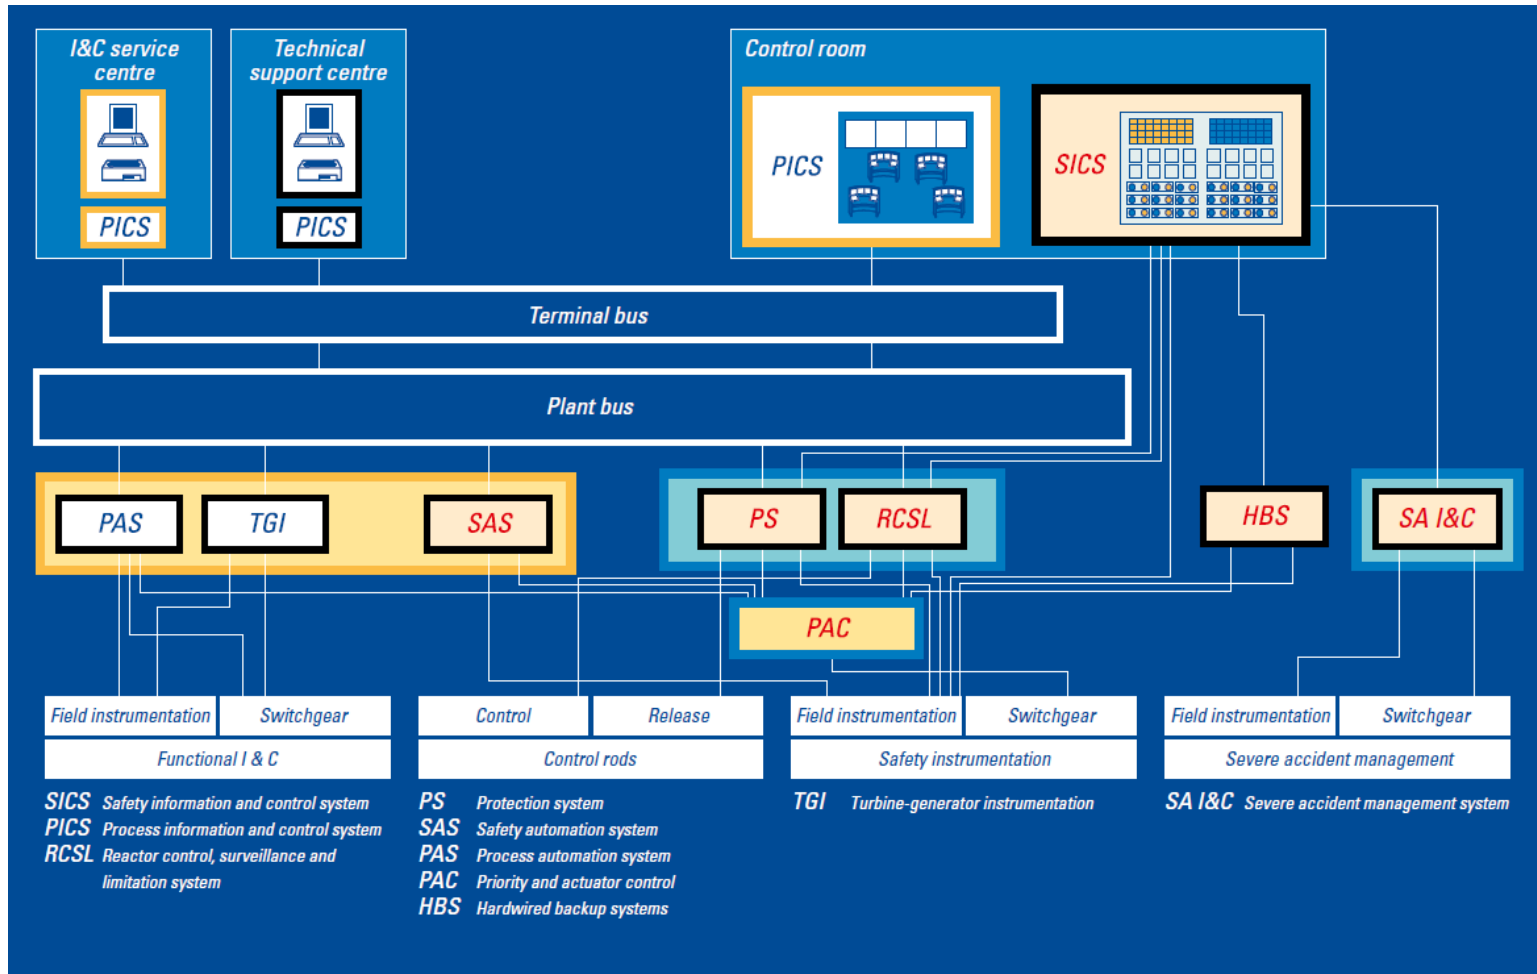 I&C service
centre
PICS
Technical
support centre
PICS
Control room
PICS
SICS
Terminal bus
Plant bus
PAS
TGI
SAS
PS
RCSL
HBS
SA I&C
PAC
Field instrumentation
Switchgear
Functional I & C
Control
Release
Control rods
Field instrumentation
Switchgear
Safety instrumentation
Field instrumentation
Switchgear
Severe accident management
SICS Safety information and control system
PICS Process information and control system
RCSL Reactor control, surveillance and
limitation system
PS Protection system
SAS Safety automation system
PAS Process automation system
PAC Priority and actuator control
HBS Hardwired backup systems
TGI Turbine-generator instrumentation
SA I&C Severe accident management system